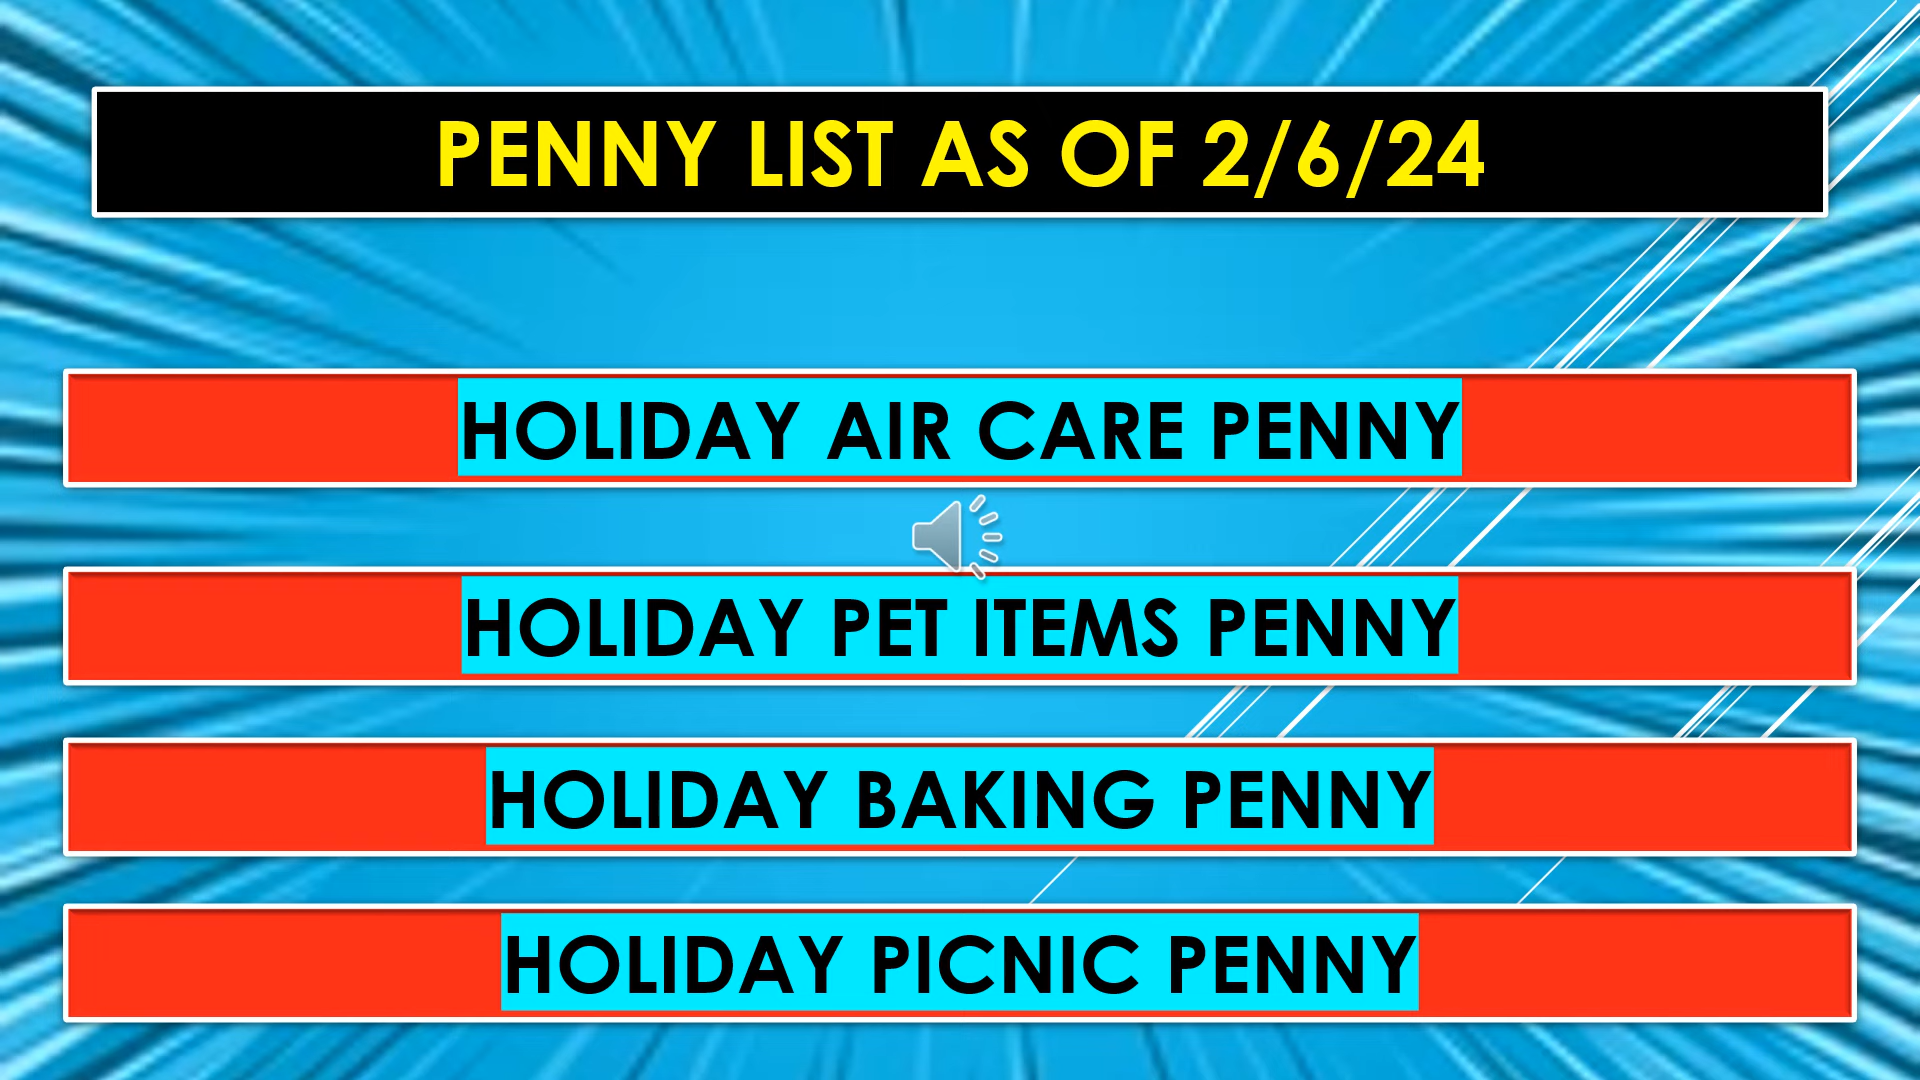 PENNY LIST AS OF 2/6/24
HOLIDAY AIR CARE PENNY
HOLIDAY PET ITEMS PENNY
HOLIDAY BAKING PENNY
HOLIDAY PICNIC PENNY